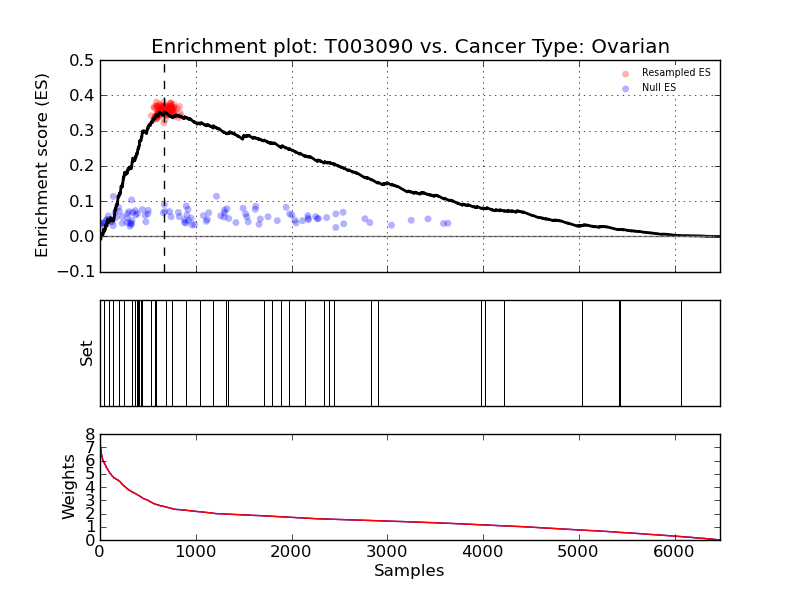 Enrichment plot: T003090 vs. Cancer Type: Ovarian
Enrichment score (ES)
0.5
0.4
0.3
0.2
0.1
0.0
−0.1
Resampled ES
Null ES
Set
Weights
8
7
6
5
4
3
2
1
0
0 1000 2000 3000 4000 5000 6000
Samples